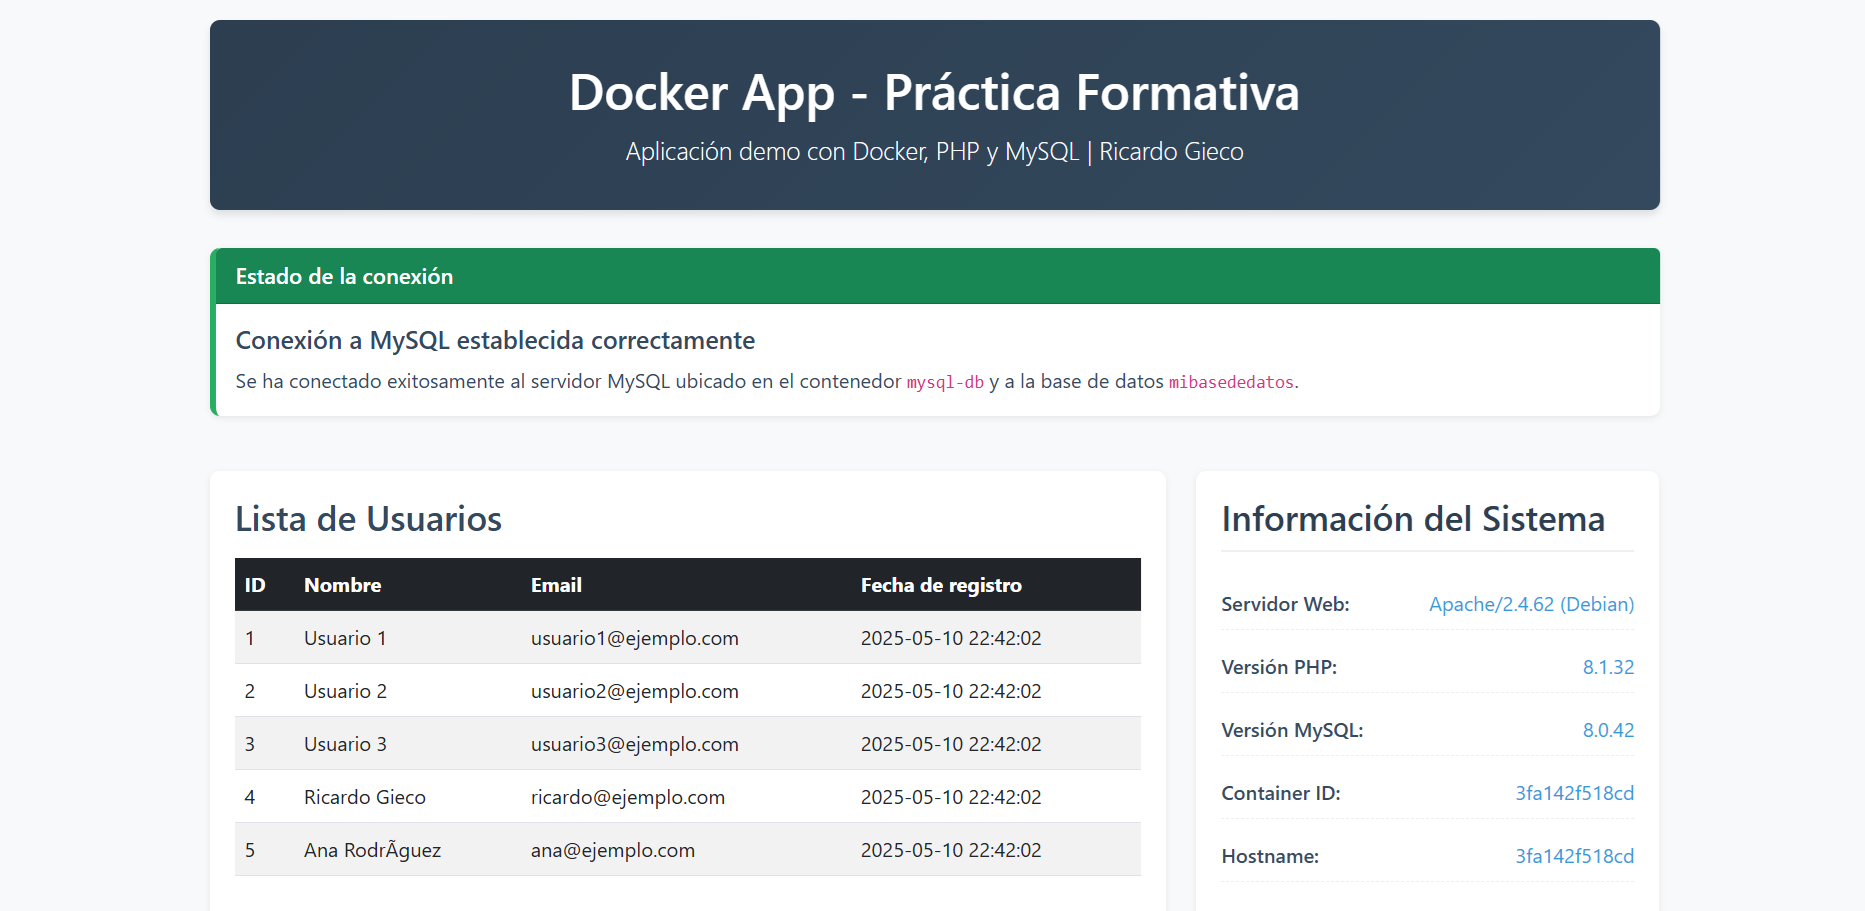 Docker App - Práctica Formativa
Aplicación demo con Docker, PHP y MySQL | Ricardo Gieco
Estado de la conexión
Conexión a MySQL establecida correctamente
Se ha conectado exitosamente al servidor MySQL ubicado en el contenedor mysql-db y a la base de datos mibasededatos.
Lista de Usuarios
ID Nombre Email Fecha de registro
1 Usuario 1 usuario1@ejemplo.com 2025-05-10 22:42:02
2 Usuario 2 usuario2@ejemplo.com 2025-05-10 22:42:02
3 Usuario 3 usuario3@ejemplo.com 2025-05-10 22:42:02
4 Ricardo Gieco ricardo@ejemplo.com 2025-05-10 22:42:02
5 Ana RodrÃguez ana@ejemplo.com 2025-05-10 22:42:02
Información del Sistema
Servidor Web: Apache/2.4.62 (Debian)
Versión PHP: 8.1.32
Versión MySQL: 8.0.42
Container ID: 3fa142f518cd
Hostname: 3fa142f518cd